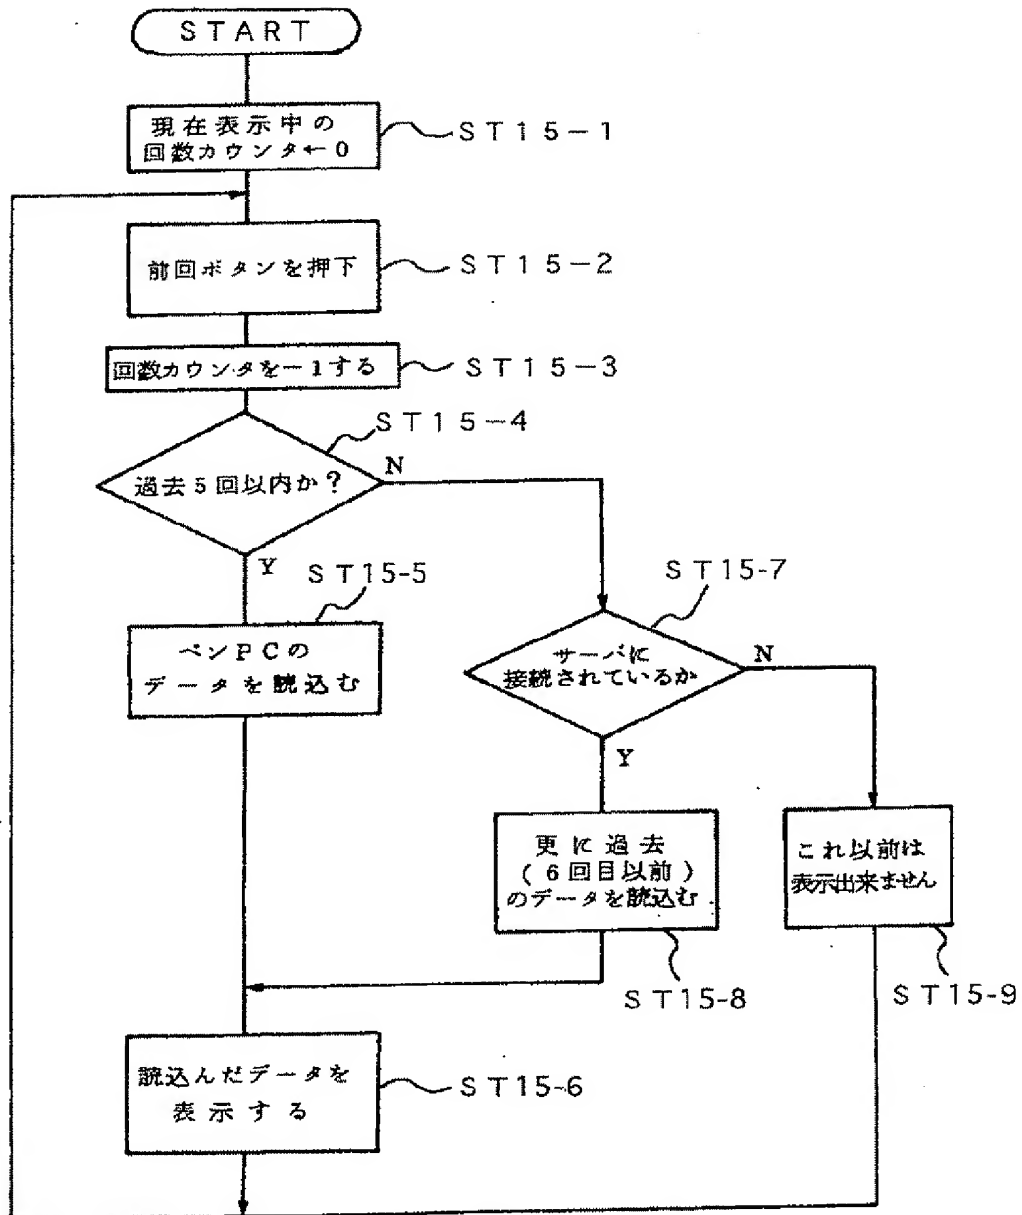 START
現在表示中の
回数カウンタ←0
ST15-1
前回ボタンを押下
ST15-2
回数カウンタを－1する
ST15-3
ST15-4
過去5回以内か？
N
Y
ST15-5
ペンPCの
データを読込む
ST15-7
サーバに
接続されているか
N
Y
更に過去
(6回目以前)
のデータを読込む
ST15-8
これ以前は
表示出来ません
ST15-9
読込んだデータを
表示する
ST15-6